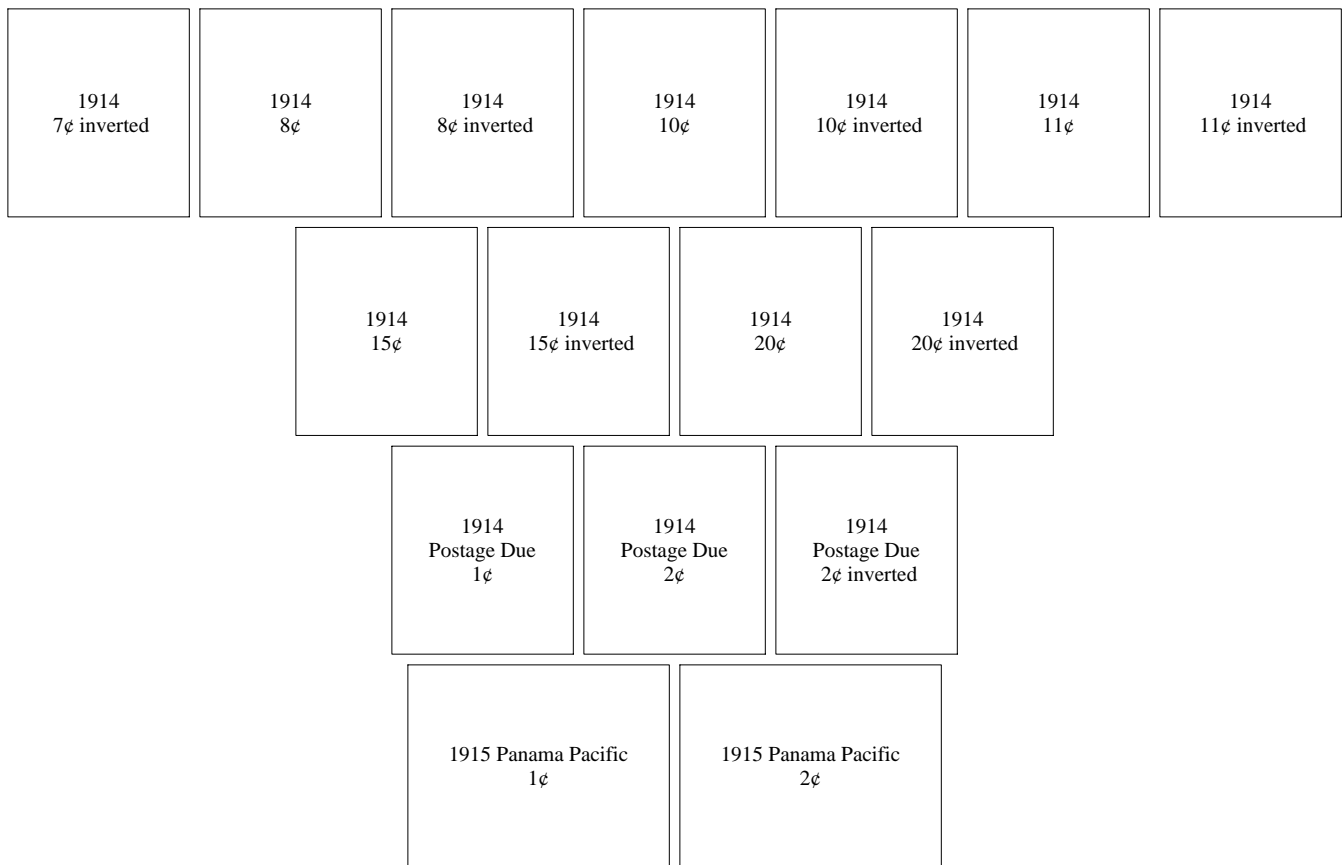 1914
7¢ inverted
1914
8¢
1914
8¢ inverted
1914
10¢
1914
10¢ inverted
1914
11¢
1914
11¢ inverted
1914
15¢
1914
15¢ inverted
1914
20¢
1914
20¢ inverted
1914
Postage Due
1¢
1914
Postage Due
2¢
1914
Postage Due
2¢ inverted
1915 Panama Pacific
1¢
1915 Panama Pacific
2¢